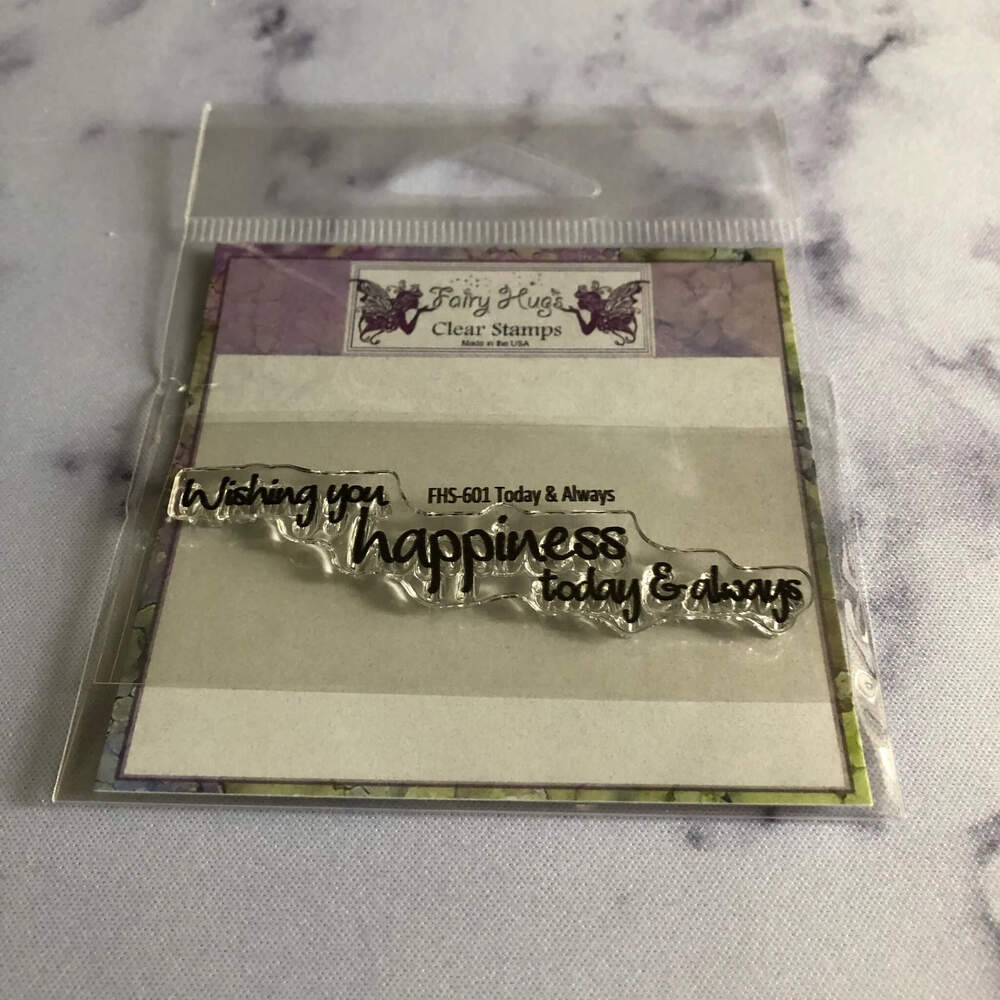 Fairy Hugs
Clear Stamps
Made in the USA
FHS-601 Today & Always
Wishing you
happiness
today & always